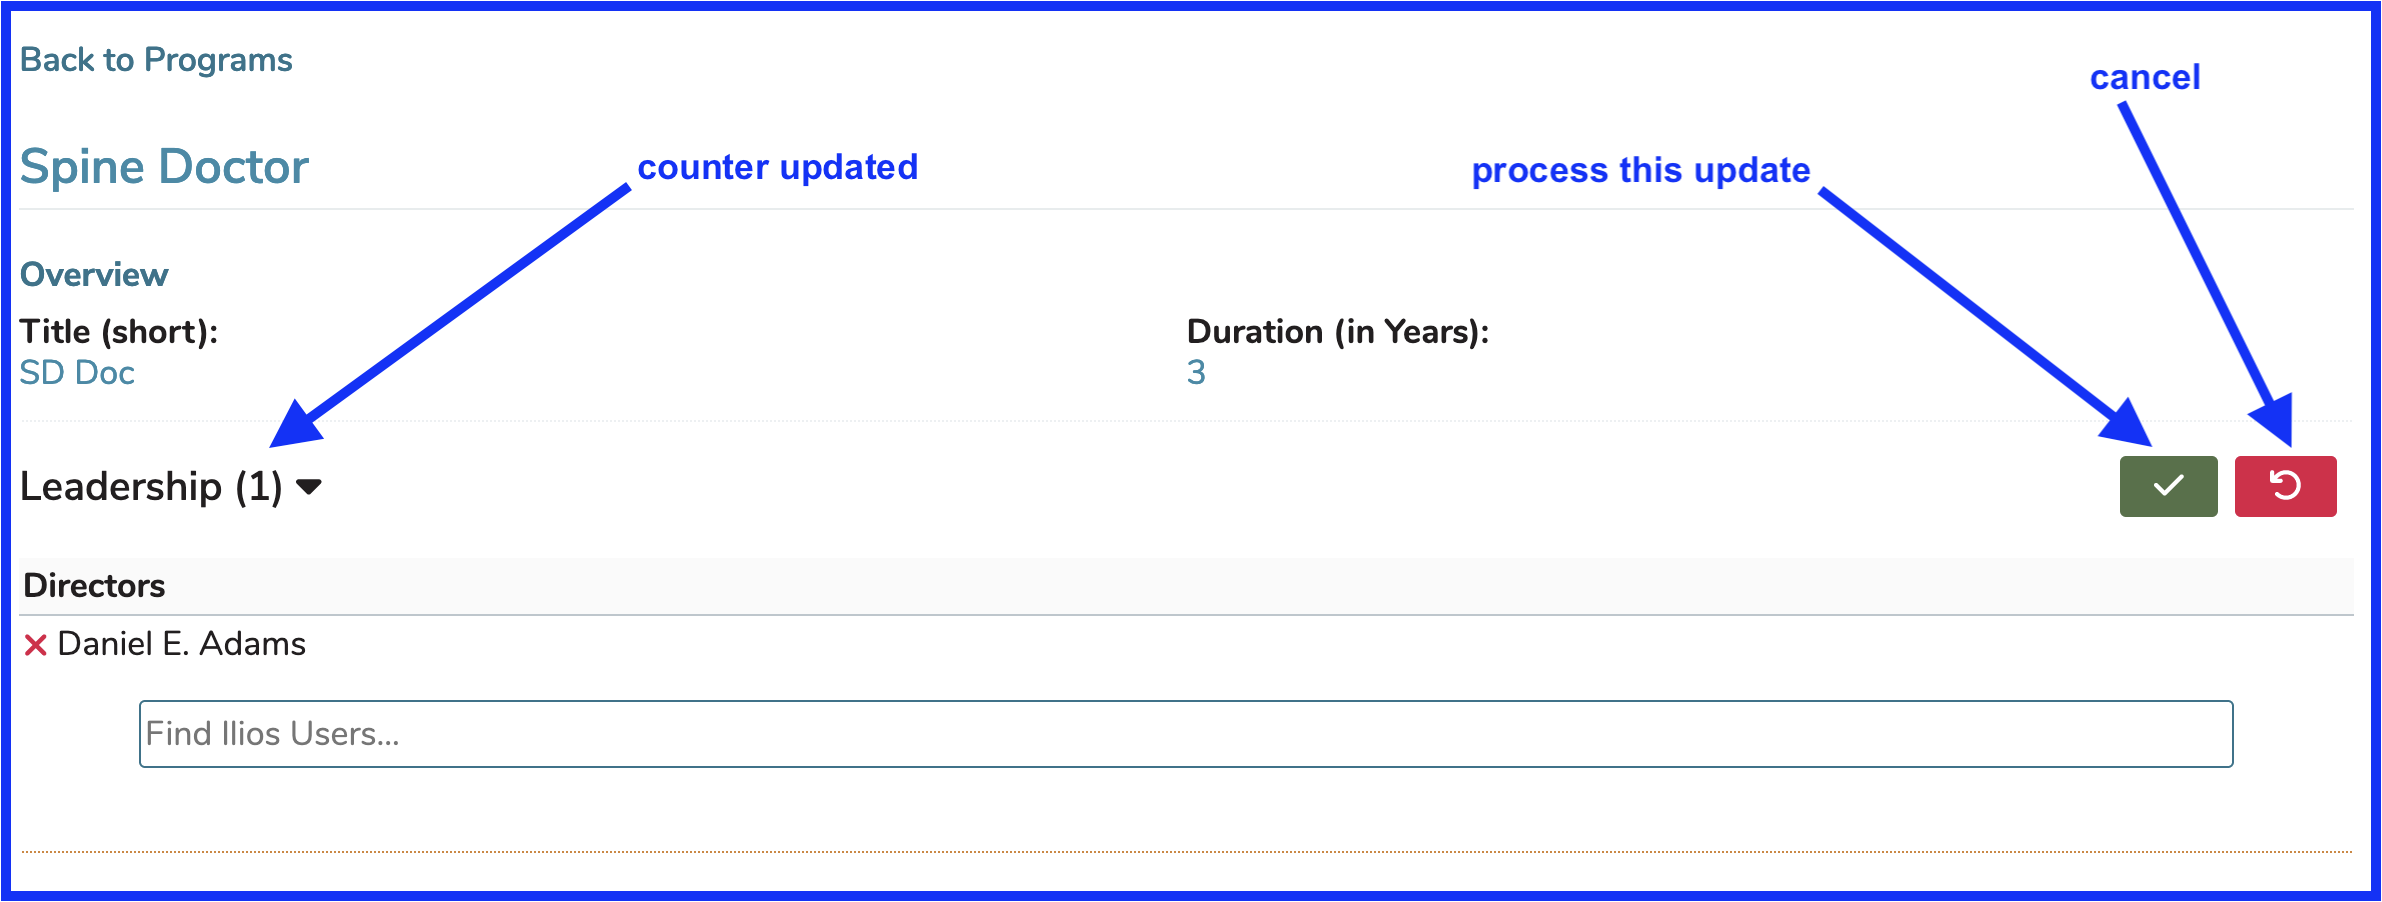 Back to Programs
cancel
Spine Doctor
counter updated
process this update
Overview
Title (short):
Duration (in Years):
SD Doc
3
Leadership (1)
Directors
Daniel E. Adams
Find Ilios Users...